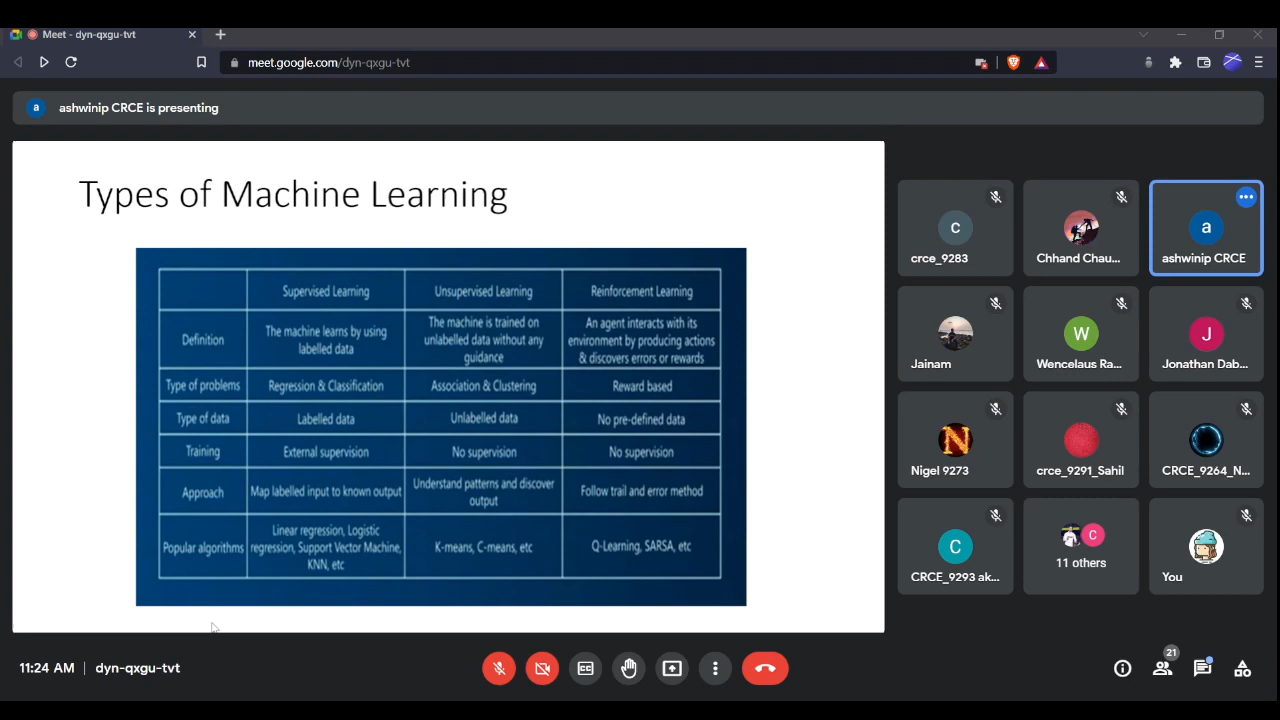 Meet - dyn-qxgu-tvt
meet.google.com/dyn-qxgu-tvt
a
ashwinip CRCE is presenting
Types of Machine Learning
Supervised Learning
Unsupervised Learning
Reinforcement Learning
Definition
The machine learns by using
labelled data
The machine is trained on
unlabelled data without any
guidance
An agent interacts with its
environment by producing actions
& discovers errors or rewards
Type of problems
Regression & Classification
Association & Clustering
Reward based
Type of data
Labelled data
Unlabelled data
No pre-defined data
Training
External supervision
No supervision
No supervision
Approach
Map labelled input to known output
Understand patterns and discover
output
Follow trail and error method
Popular algorithms
Linear regression, Logistic
regression, Support Vector Machine,
KNN, etc
K-means, C-means, etc
Q-Learning, SARSA, etc
c
crce_9283
Chhand Chau...
a
ashwinip CRCE
Jainam
W
Wencelaus Ra...
J
Jonathan Dab...
N
Nigel 9273
crce_9291_Sahil
CRCE_9264_N...
C
CRCE_9293 ak...
C
11 others
You
11:24 AM
dyn-qxgu-tvt
21